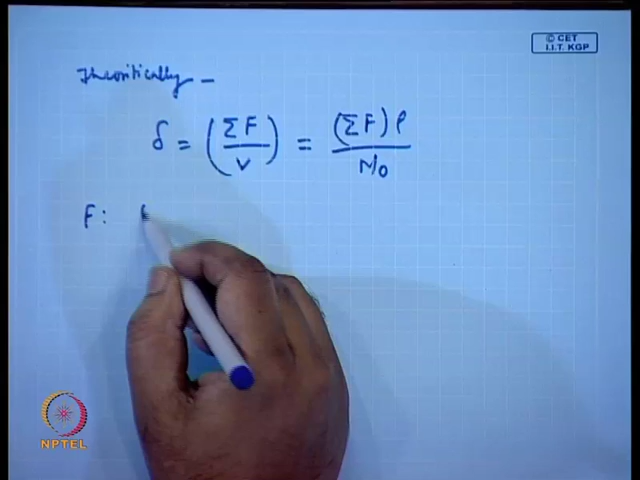 © CET
I.I.T. KGP
Theoritically –
δ = (ΣF / V) = (ΣF) ρ / M₀
F:
NPTEL